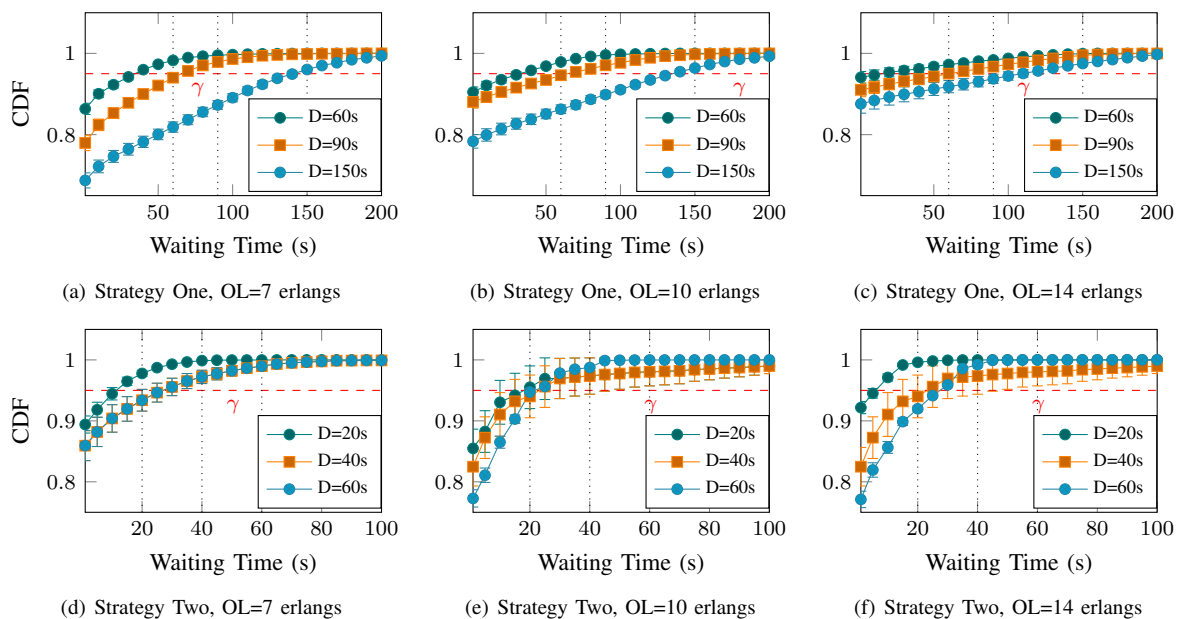 1
0.8
CDF
γ
D=60s
D=90s
D=150s
50 100 150 200
Waiting Time (s)
(a) Strategy One, OL=7 erlangs
1
0.8
γ
D=60s
D=90s
D=150s
50 100 150 200
Waiting Time (s)
(b) Strategy One, OL=10 erlangs
1
0.8
γ
D=60s
D=90s
D=150s
50 100 150 200
Waiting Time (s)
(c) Strategy One, OL=14 erlangs
1
0.9
0.8
CDF
γ
D=20s
D=40s
D=60s
20 40 60 80 100
Waiting Time (s)
(d) Strategy Two, OL=7 erlangs
1
0.9
0.8
γ
D=20s
D=40s
D=60s
20 40 60 80 100
Waiting Time (s)
(e) Strategy Two, OL=10 erlangs
1
0.9
0.8
γ
D=20s
D=40s
D=60s
20 40 60 80 100
Waiting Time (s)
(f) Strategy Two, OL=14 erlangs